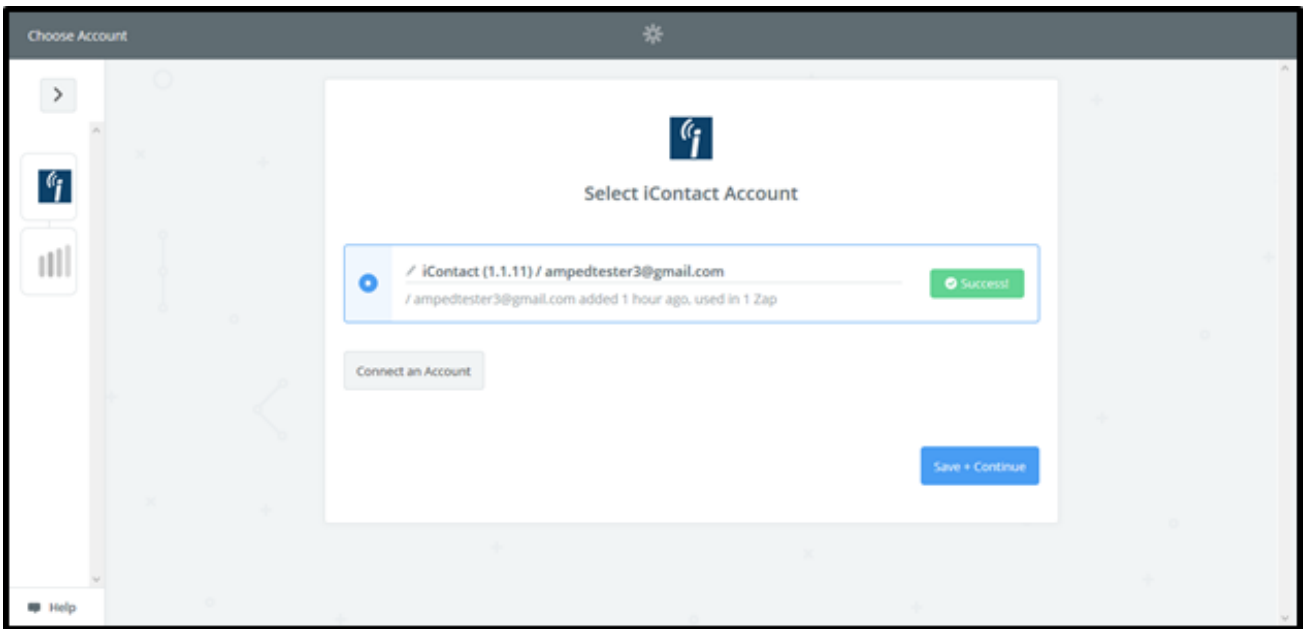 Choose Account
Select iContact Account
iContact (1.1.11) / ampedtester3@gmail.com
/ ampedtester3@gmail.com added 1 hour ago, used in 1 Zap
Success!
Connect an Account
Save + Continue
Help